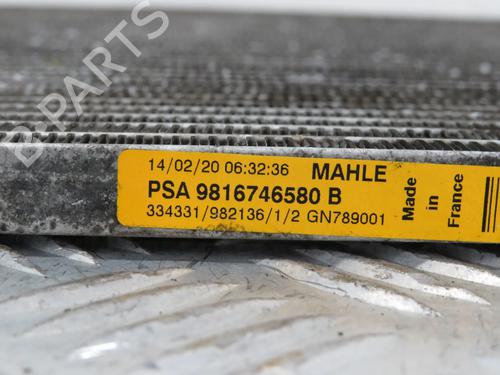 14/02/20 06:32:36 MAHLE
PSA 9816746580 B
334331/982136/1/2 GN789001
Made
in
France
B-PARTS